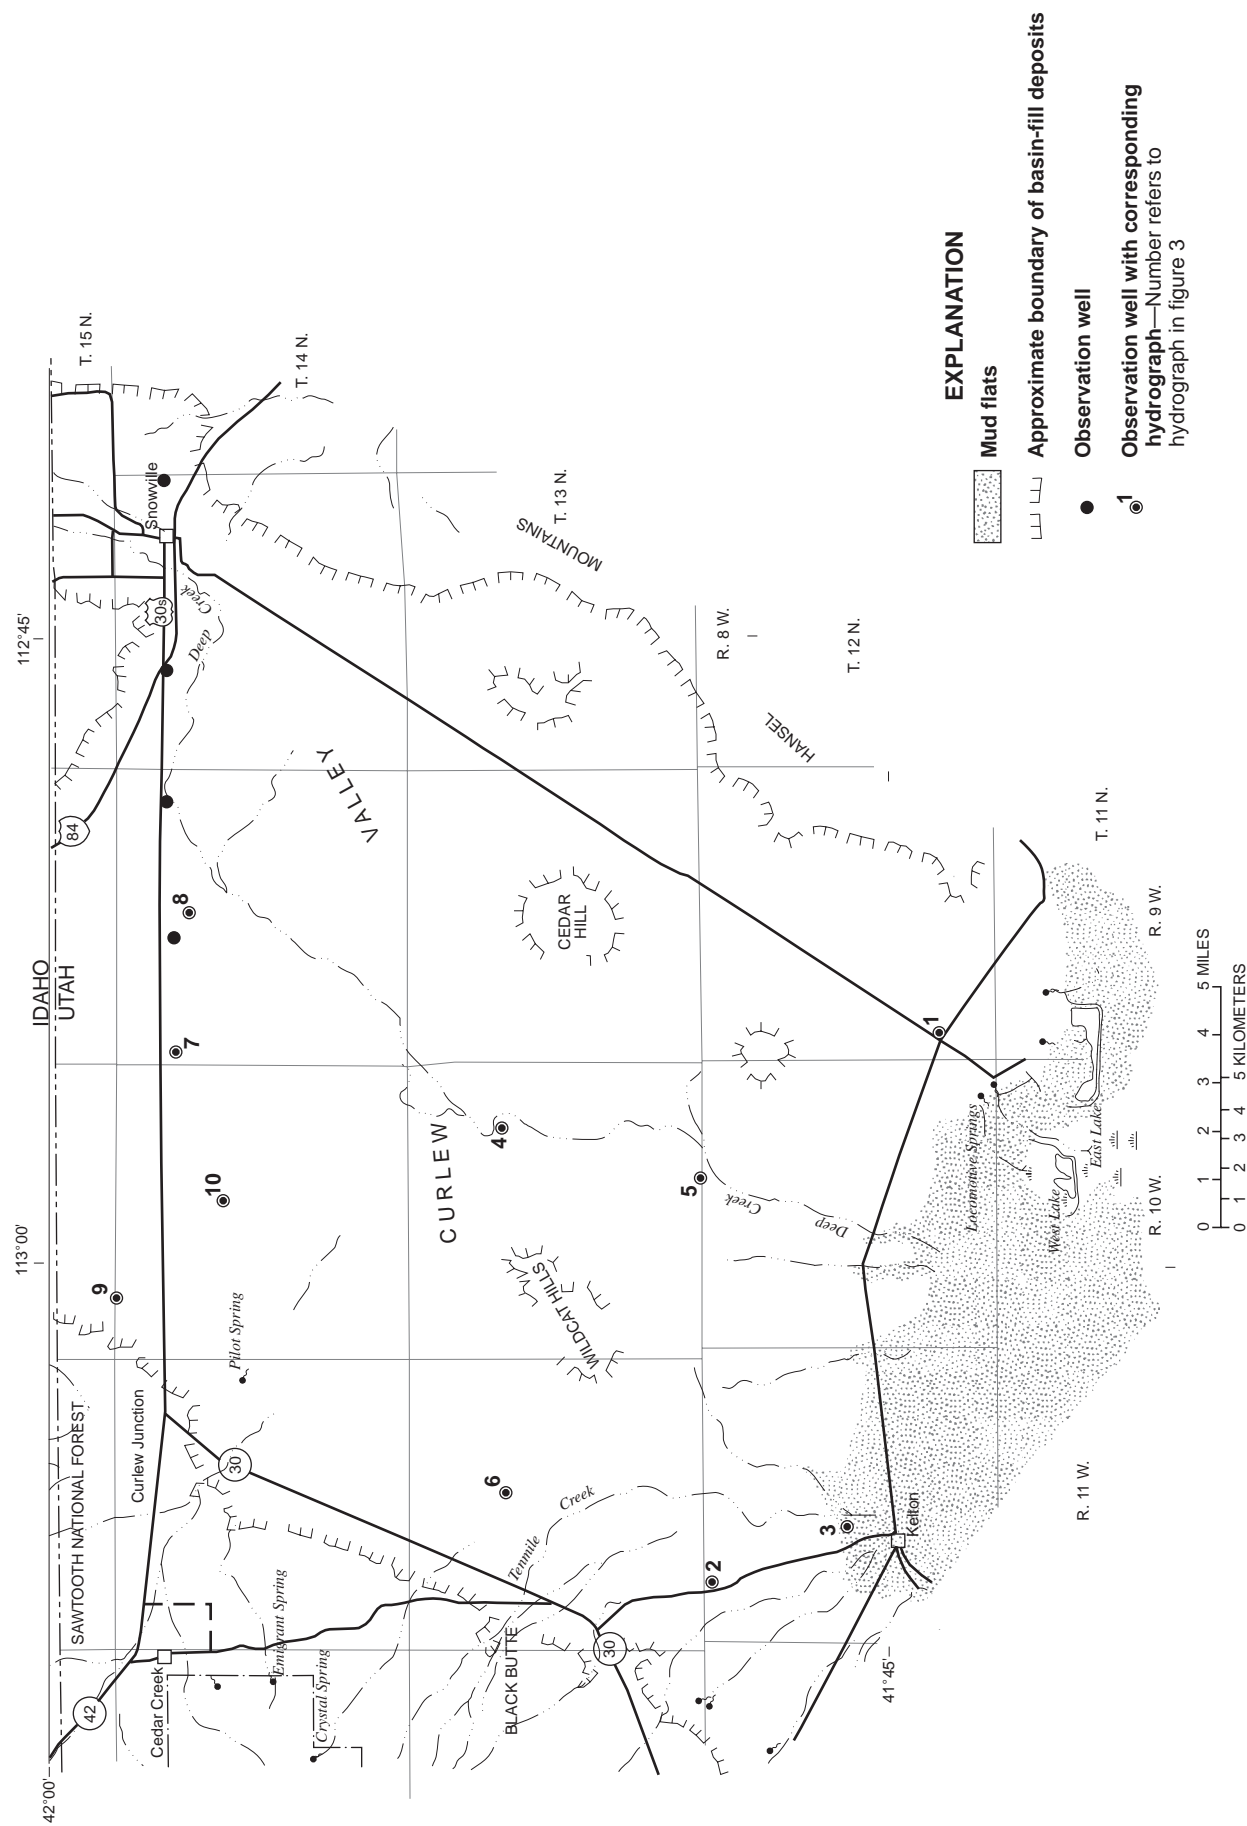 42°00'
113°00'
112°45'
IDAHO
UTAH
SAWTOOTH NATIONAL FOREST
T. 15 N.
42
84
30s
Cedar Creek
Curlew Junction
Snowville
9
7
8
10
30
Deep
Creek
T. 14 N.
Pilot Spring
Emigrant Spring
Crystal Spring
VALLEY
CURLEW
BLACK BUTTE
Tenmile
Creek
6
4
WILDCAT HILLS
CEDAR
HILL
MOUNTAINS
T. 13 N.
30
2
5
Deep
Creek
R. 8 W.
HANSEL
T. 12 N.
3
Kelton
41°45'
1
Locomotive Springs
West Lake
East Lake
T. 11 N.
R. 11 W.
R. 10 W.
R. 9 W.
0 1 2 3 4 5 MILES
0 1 2 3 4 5 KILOMETERS
EXPLANATION
Mud flats
Approximate boundary of basin-fill deposits
Observation well
1
Observation well with corresponding
hydrograph—Number refers to
hydrograph in figure 3